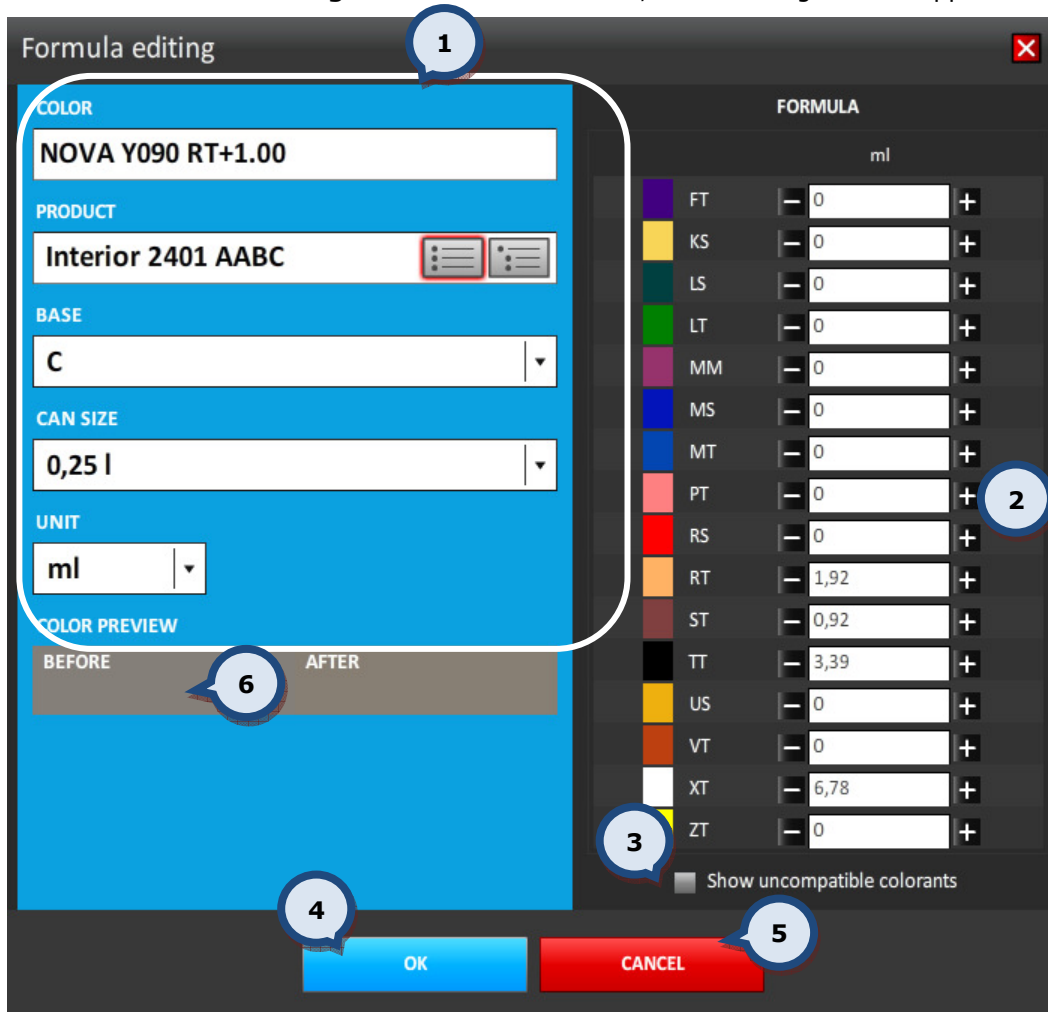 Formula editing
1
COLOR
NOVA Y090 RT+1.00
PRODUCT
Interior 2401 AABC
BASE
C
CAN SIZE
0,25 l
UNIT
ml
COLOR PREVIEW
BEFORE AFTER
6
FORMULA
ml
FT 0
KS 0
LS 0
LT 0
MM 0
MS 0
MT 0
PT 0
2
RS 0
RT 1,92
ST 0,92
TT 3,39
US 0
VT 0
XT 6,78
ZT 0
3
Show uncompatible colorants
4
5
OK CANCEL